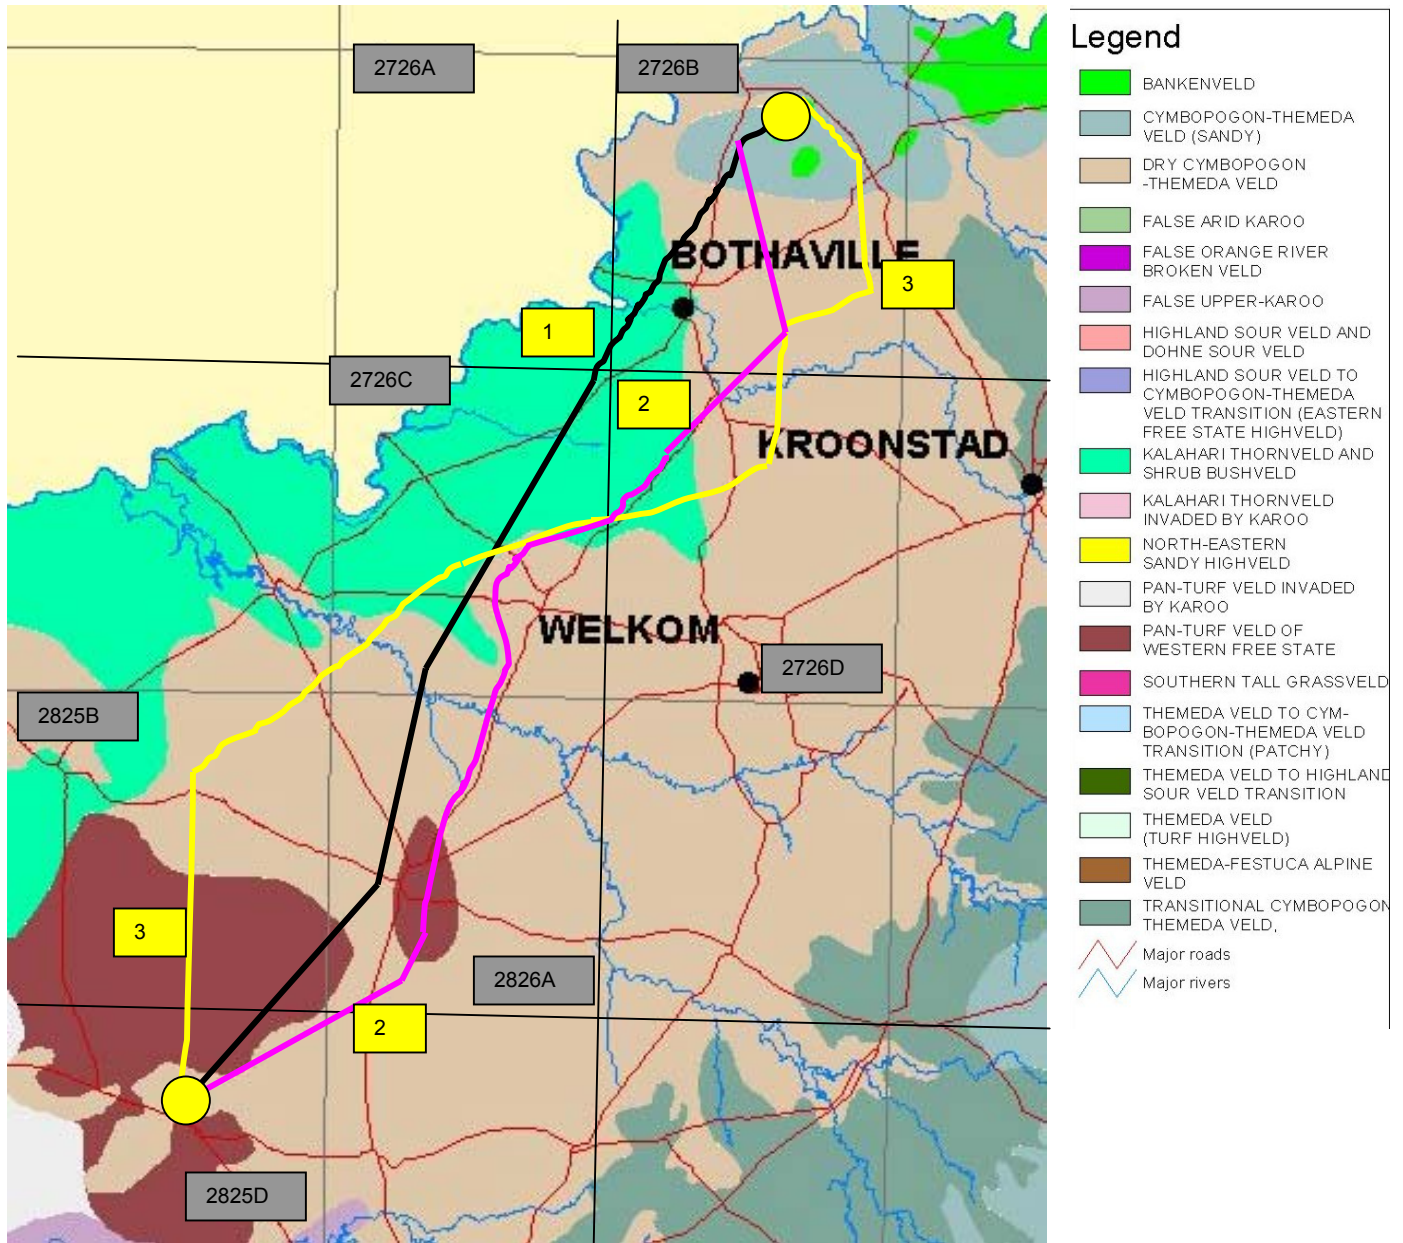 2726A
2726B
BOTHAVILLE
3
1
2726C
2
KROONSTAD
WELKOM
2726D
2825B
3
2826A
2
2825D
Legend
BANKENVELD
CYMBOPOGON-THEMEDA
VELD (SANDY)
DRY CYMBOPOGON
-THEMEDA VELD
FALSE ARID KAROO
FALSE ORANGE RIVER
BROKEN VELD
FALSE UPPER-KAROO
HIGHLAND SOUR VELD AND
DOHNE SOUR VELD
HIGHLAND SOUR VELD TO
CYMBOPOGON-THEMEDA
VELD TRANSITION (EASTERN
FREE STATE HIGHVELD)
KALAHARI THORNVELD AND
SHRUB BUSHVELD
KALAHARI THORNVELD
INVADED BY KAROO
NORTH-EASTERN
SANDY HIGHVELD
PAN-TURF VELD INVADED
BY KAROO
PAN-TURF VELD OF
WESTERN FREE STATE
SOUTHERN TALL GRASSVELD
THEMEDA VELD TO CYM-
BOPOGON-THEMEDA VELD
TRANSITION (PATCHY)
THEMEDA VELD TO HIGHLAND
SOUR VELD TRANSITION
THEMEDA VELD
(TURF HIGHVELD)
THEMEDA-FESTUCA ALPINE
VELD
TRANSITIONAL CYMBOPOGON
THEMEDA VELD,
Major roads
Major rivers